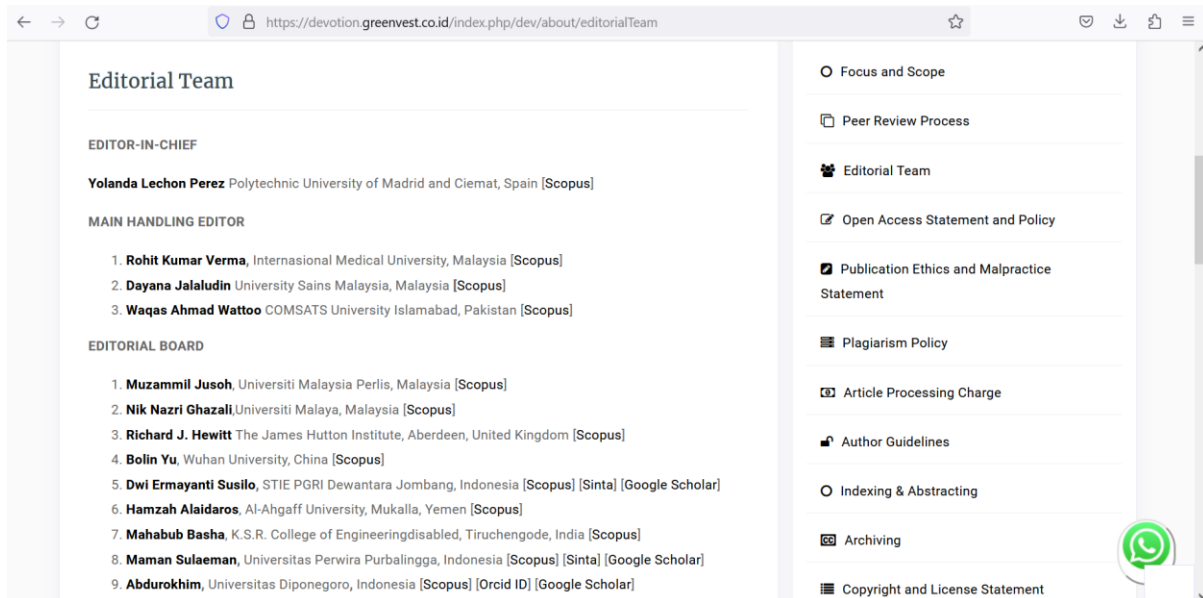 https://devotion.greenvest.co.id/index.php/dev/about/editorialTeam
Editorial Team
EDITOR-IN-CHIEF
Yolanda Lechon Perez Polytechnic University of Madrid and Ciemat, Spain [Scopus]
MAIN HANDLING EDITOR
1. Rohit Kumar Verma, Internasional Medical University, Malaysia [Scopus]
2. Dayana Jalaludin University Sains Malaysia, Malaysia [Scopus]
3. Waqas Ahmad Wattoo COMSATS University Islamabad, Pakistan [Scopus]
EDITORIAL BOARD
1. Muzammil Jusoh, Universiti Malaysia Perlis, Malaysia [Scopus]
2. Nik Nazri Ghazali,Universiti Malaya, Malaysia [Scopus]
3. Richard J. Hewitt The James Hutton Institute, Aberdeen, United Kingdom [Scopus]
4. Bolin Yu, Wuhan University, China [Scopus]
5. Dwi Ermayanti Susilo, STIE PGRI Dewantara Jombang, Indonesia [Scopus] [Sinta] [Google Scholar]
6. Hamzah Alaidaros, Al-Ahgaff University, Mukalla, Yemen [Scopus]
7. Mahabub Basha, K.S.R. College of Engineeringdisabled, Tiruchengode, India [Scopus]
8. Maman Sulaeman, Universitas Perwira Purbalingga, Indonesia [Scopus] [Sinta] [Google Scholar]
9. Abdurokhim, Universitas Diponegoro, Indonesia [Scopus] [Orcid ID] [Google Scholar]
Focus and Scope
Peer Review Process
Editorial Team
Open Access Statement and Policy
Publication Ethics and Malpractice
Statement
Plagiarism Policy
Article Processing Charge
Author Guidelines
Indexing & Abstracting
Archiving
Copyright and License Statement